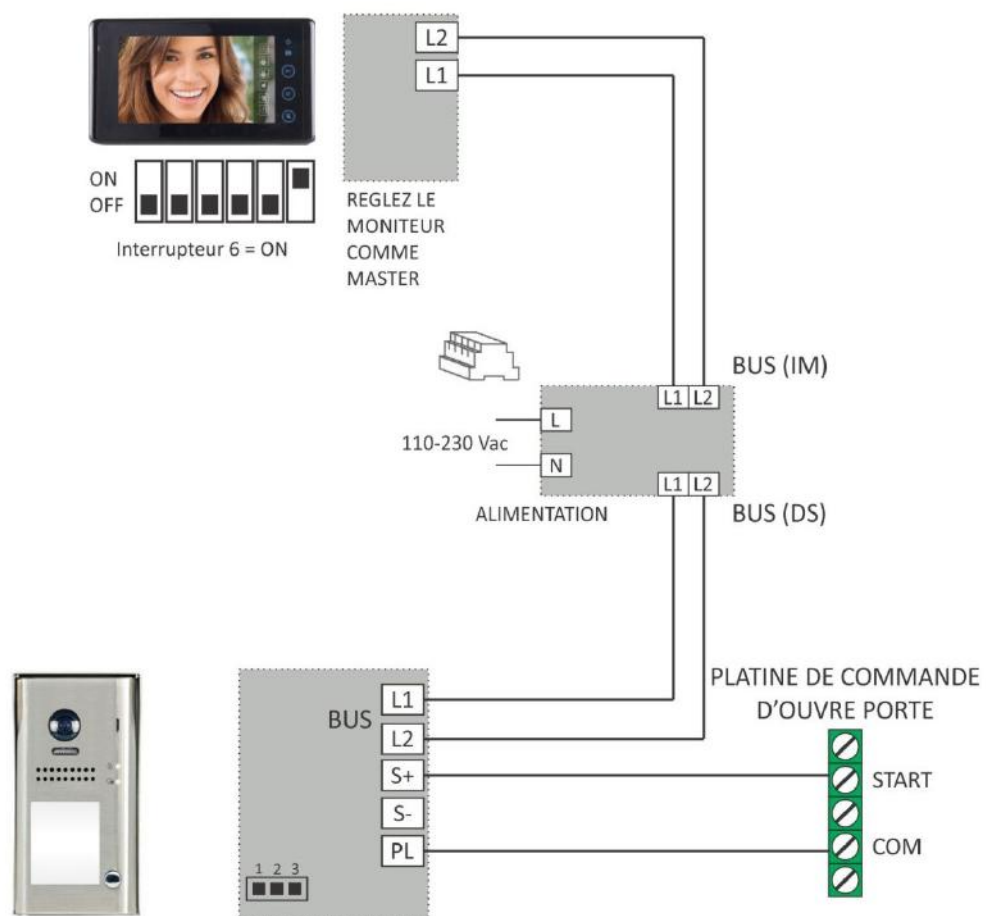 L2
L1
ON
OFF
Interrupteur 6 = ON
REGLEZ LE
MONITEUR
COMME
MASTER
BUS (IM)
L1 L2
L
110-230 Vac
N
L1 L2
ALIMENTATION
BUS (DS)
PLATINE DE COMMANDE
D'OUVRE PORTE
BUS
L1
L2
S+
START
S-
PL
COM
1 2 3